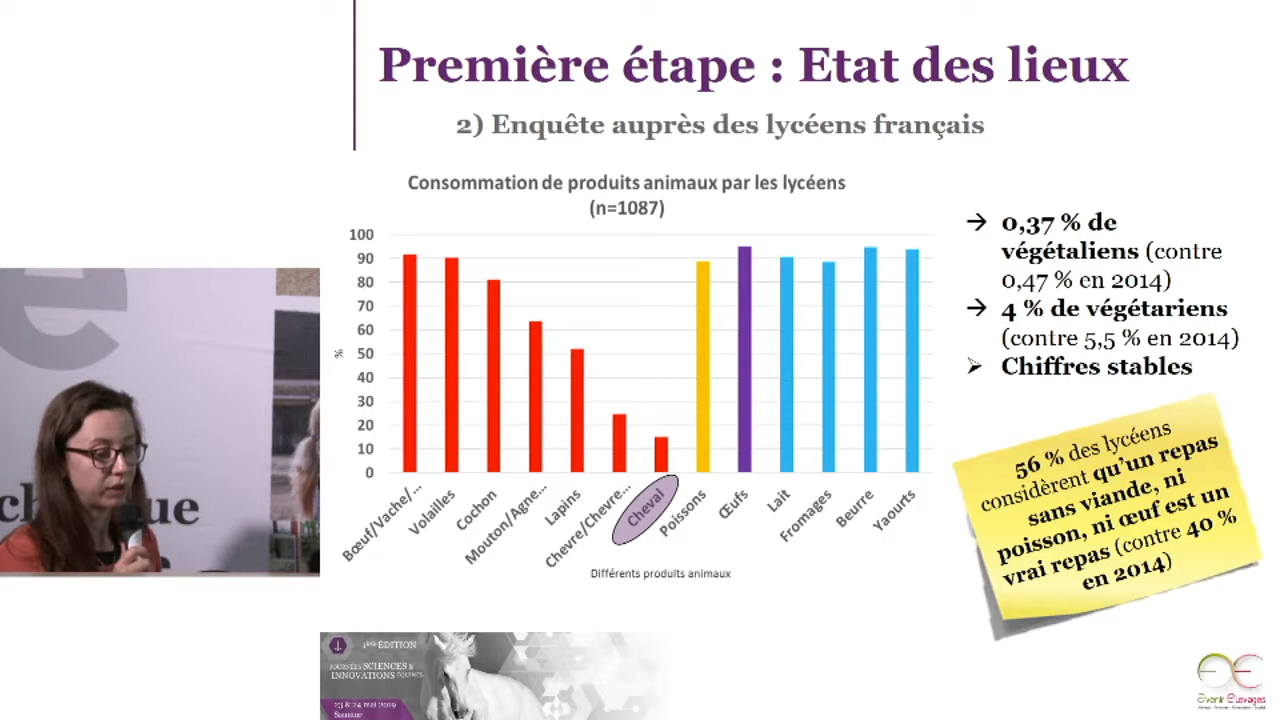 Première étape : Etat des lieux
2) Enquête auprès des lycéens français
Consommation de produits animaux par les lycéens
(n=1087)
100
90
80
70
60
50
40
30
20
10
0
%
Bœuf/Vache/...
Volailles
Cochon
Mouton/Agne...
Lapins
Chevre/Chevre...
Cheval
Poissons
Œufs
Lait
Fromages
Beurre
Yaourts
Différents produits animaux
→ 0,37 % de
végétaliens (contre
0,47 % en 2014)
→ 4 % de végétariens
(contre 5,5 % en 2014)
➢ Chiffres stables
56 % des lycéens
considèrent qu'un repas
sans viande, ni
poisson, ni œuf est un
vrai repas (contre 40 %
en 2014)
1ère ÉDITION
JOURNÉES SCIENCES &
INNOVATIONS ÉQUINES
23 & 24 mai 2019
Saumur
Avenir Élevages